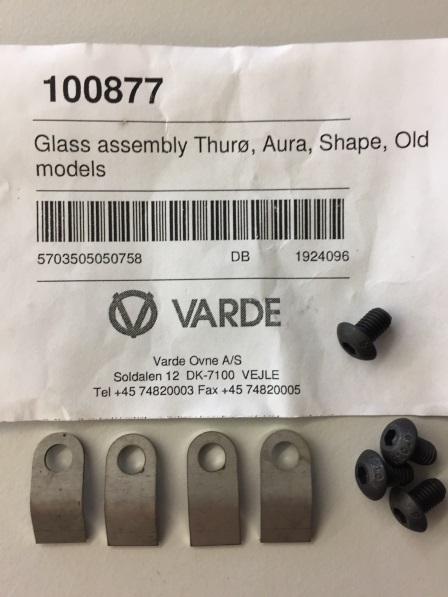 100877
Glass assembly Thurø, Aura, Shape, Old
models
5703505050758 DB 1924096
VARDE
Varde Ovne A/S
Soldalen 12 DK-7100 VEJLE
Tel +45 74820003 Fax +45 74820005